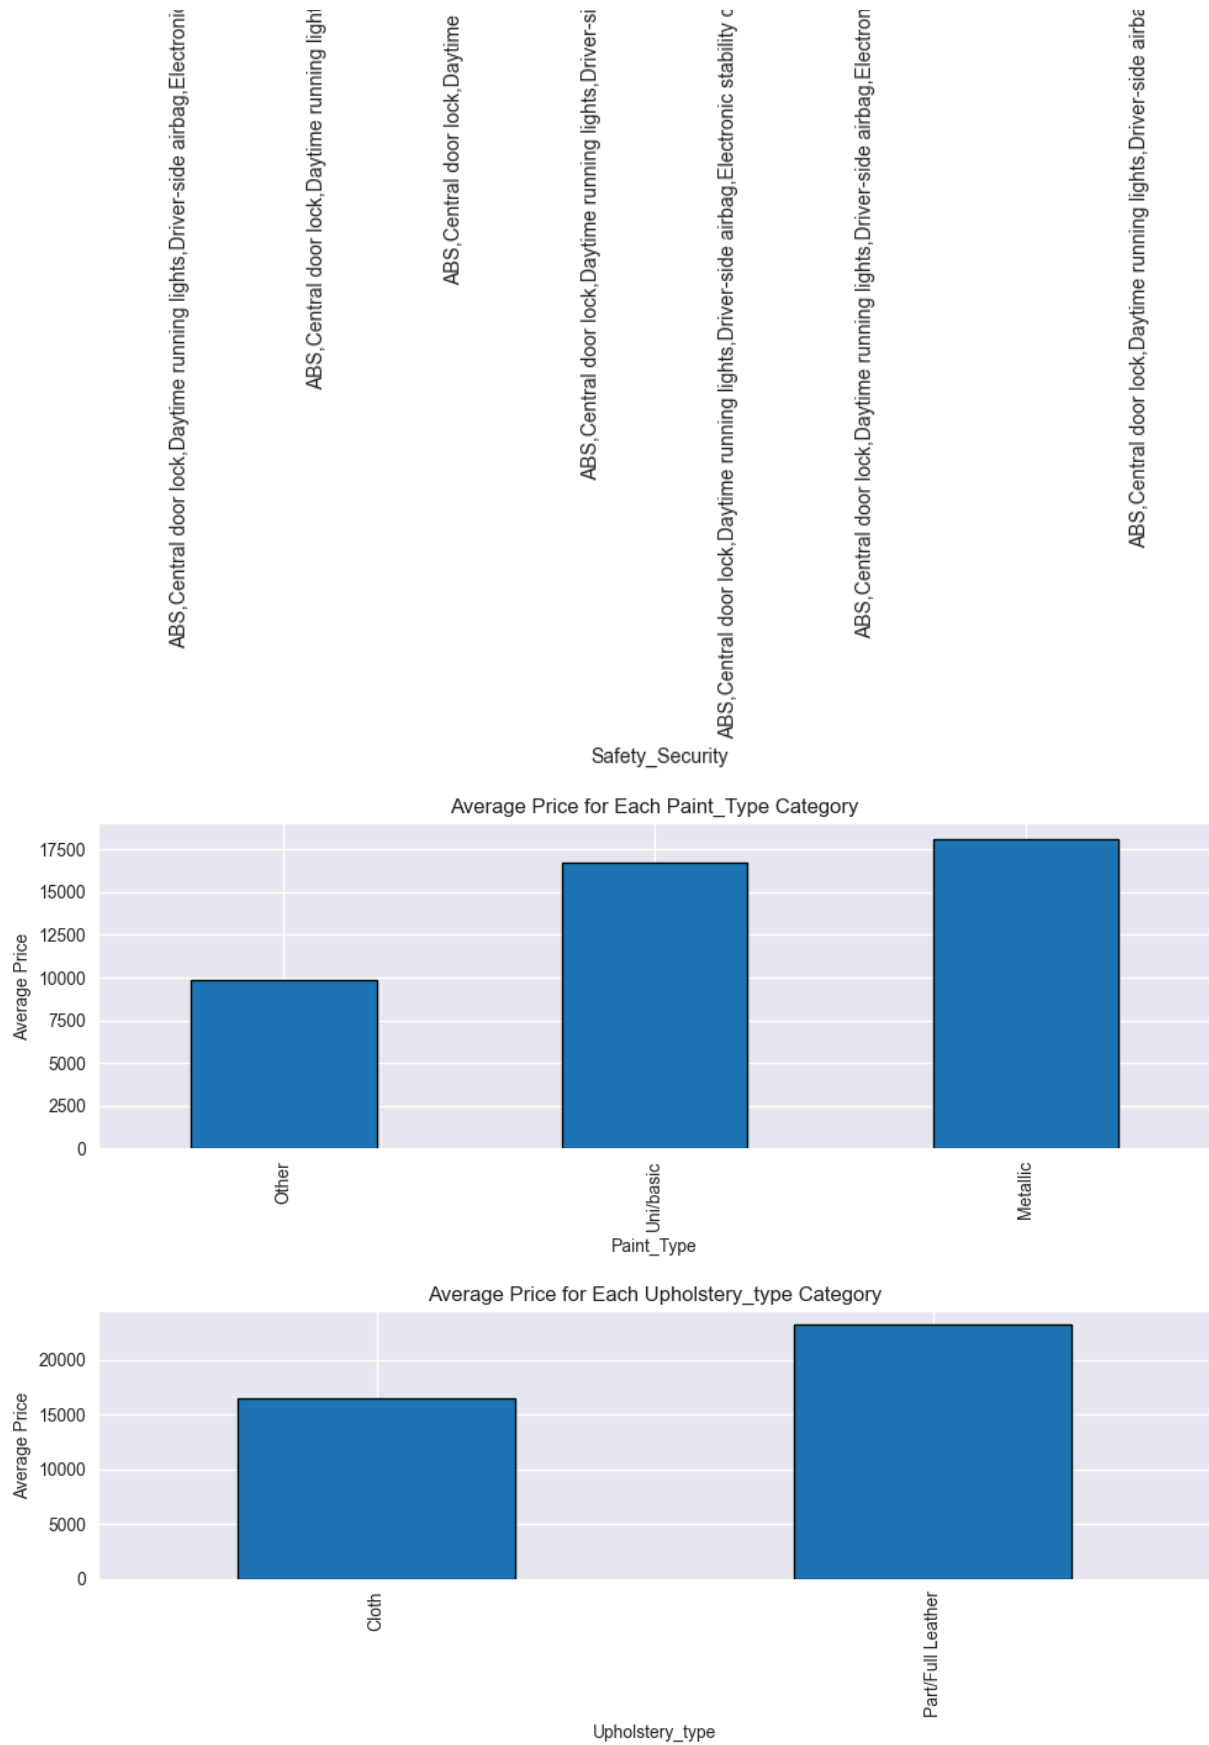 ABS,Central door lock,Daytime running lights,Driver-side airbag,Electronic
ABS,Central door lock,Daytime running light
ABS,Central door lock,Daytime
ABS,Central door lock,Daytime running lights,Driver-si
ABS,Central door lock,Daytime running lights,Driver-side airbag,Electronic stability c
ABS,Central door lock,Daytime running lights,Driver-side airbag,Electron
ABS,Central door lock,Daytime running lights,Driver-side airba
Safety_Security
Average Price for Each Paint_Type Category
17500
15000
12500
10000
7500
5000
2500
0
Average Price
Other
Uni/basic
Metallic
Paint_Type
Average Price for Each Upholstery_type Category
20000
15000
10000
5000
0
Average Price
Cloth
Part/Full Leather
Upholstery_type